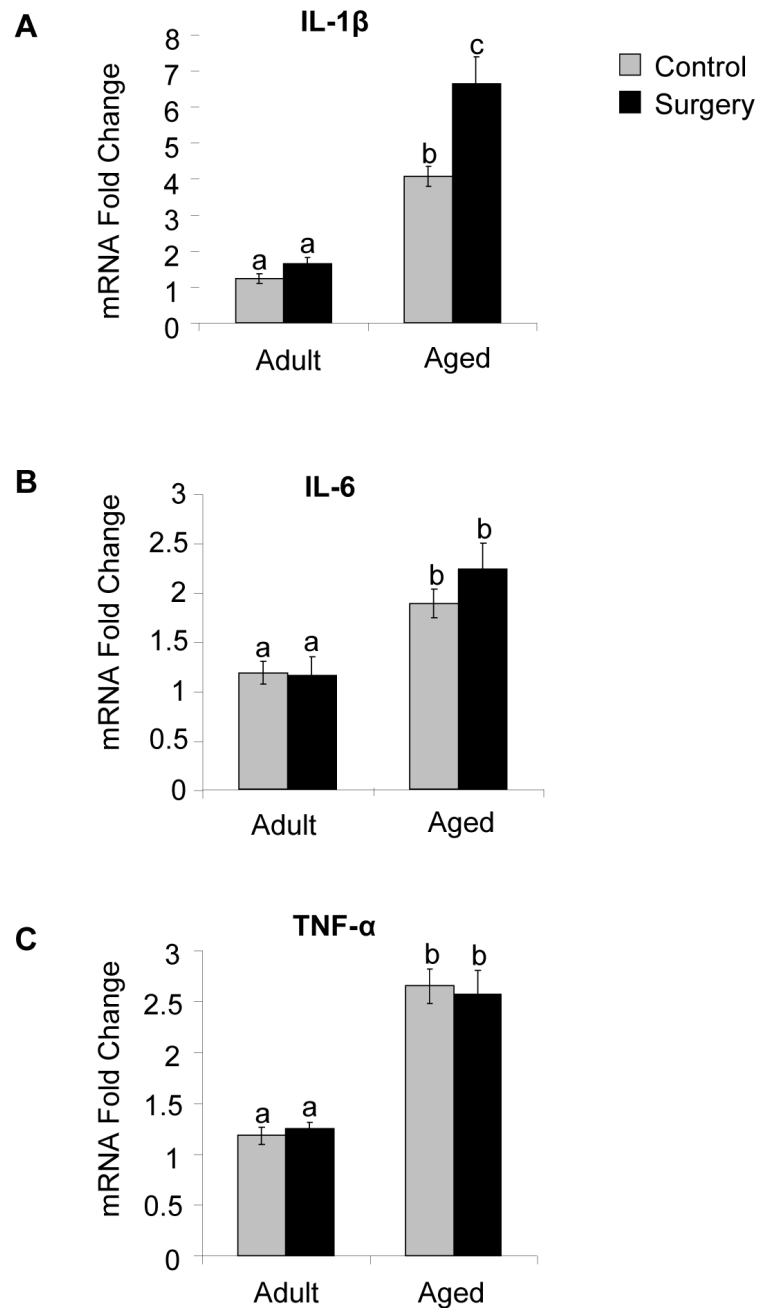 A
IL-1β
Control
Surgery
mRNA Fold Change
8
7
6
5
4
3
2
1
0
a
a
b
c
Adult
Aged
B
IL-6
mRNA Fold Change
3
2.5
2
1.5
1
0.5
0
a
a
b
b
Adult
Aged
C
TNF-α
mRNA Fold Change
3
2.5
2
1.5
1
0.5
0
a
a
b
b
Adult
Aged